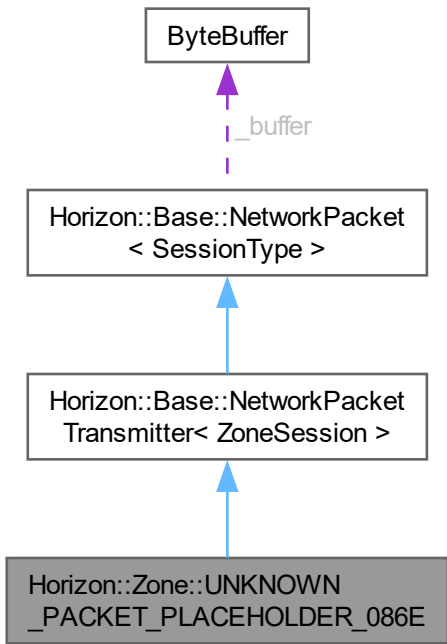 ByteBuffer
_buffer
Horizon::Base::NetworkPacket
< SessionType >
Horizon::Base::NetworkPacket
Transmitter< ZoneSession >
Horizon::Zone::UNKNOWN
_PACKET_PLACEHOLDER_086E